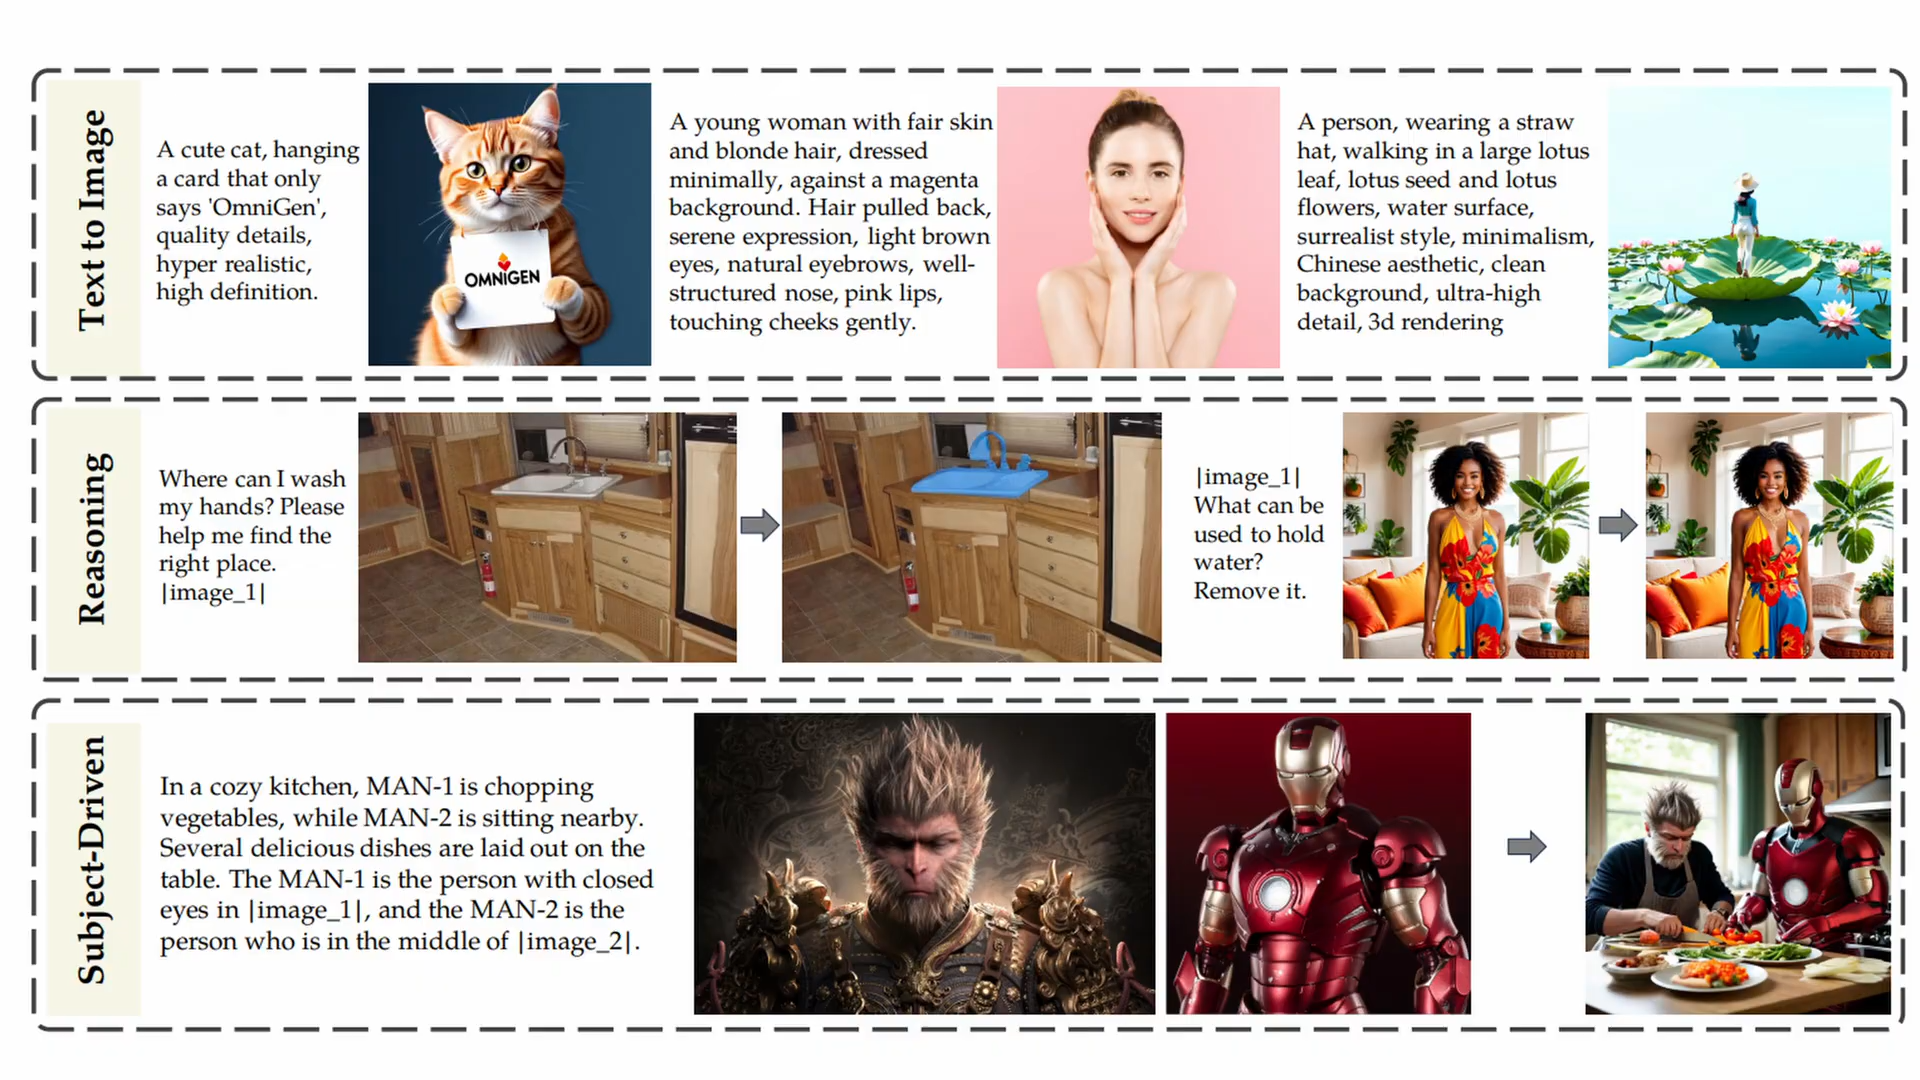 Text to Image
A cute cat, hanging
a card that only
says 'OmniGen',
quality details,
hyper realistic,
high definition.
OMNIGEN
A young woman with fair skin
and blonde hair, dressed
minimally, against a magenta
background. Hair pulled back,
serene expression, light brown
eyes, natural eyebrows, well-
structured nose, pink lips,
touching cheeks gently.
A person, wearing a straw
hat, walking in a large lotus
leaf, lotus seed and lotus
flowers, water surface,
surrealist style, minimalism,
Chinese aesthetic, clean
background, ultra-high
detail, 3d rendering
Reasoning
Where can I wash
my hands? Please
help me find the
right place.
|image_1|
|image_1|
What can be
used to hold
water?
Remove it.
Subject-Driven
In a cozy kitchen, MAN-1 is chopping
vegetables, while MAN-2 is sitting nearby.
Several delicious dishes are laid out on the
table. The MAN-1 is the person with closed
eyes in |image_1|, and the MAN-2 is the
person who is in the middle of |image_2|.